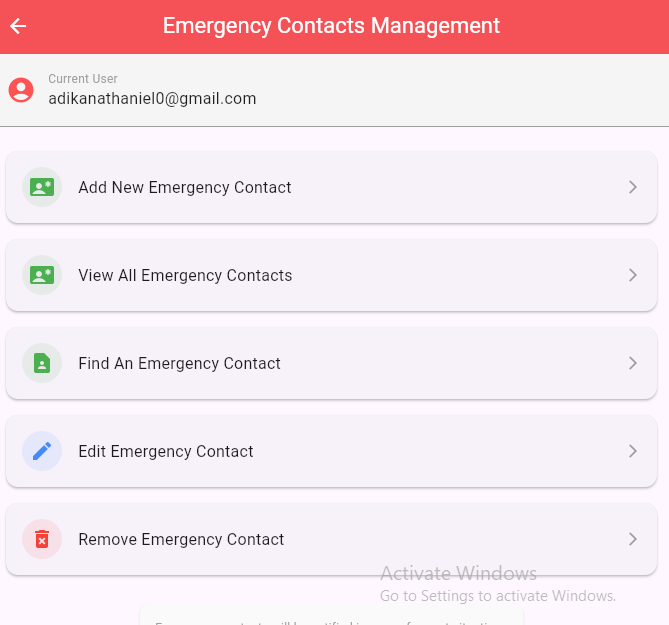 Emergency Contacts Management
Current User
adikanathaniel0@gmail.com
Add New Emergency Contact
View All Emergency Contacts
Find An Emergency Contact
Edit Emergency Contact
Remove Emergency Contact
Activate Windows
Go to Settings to activate Windows.